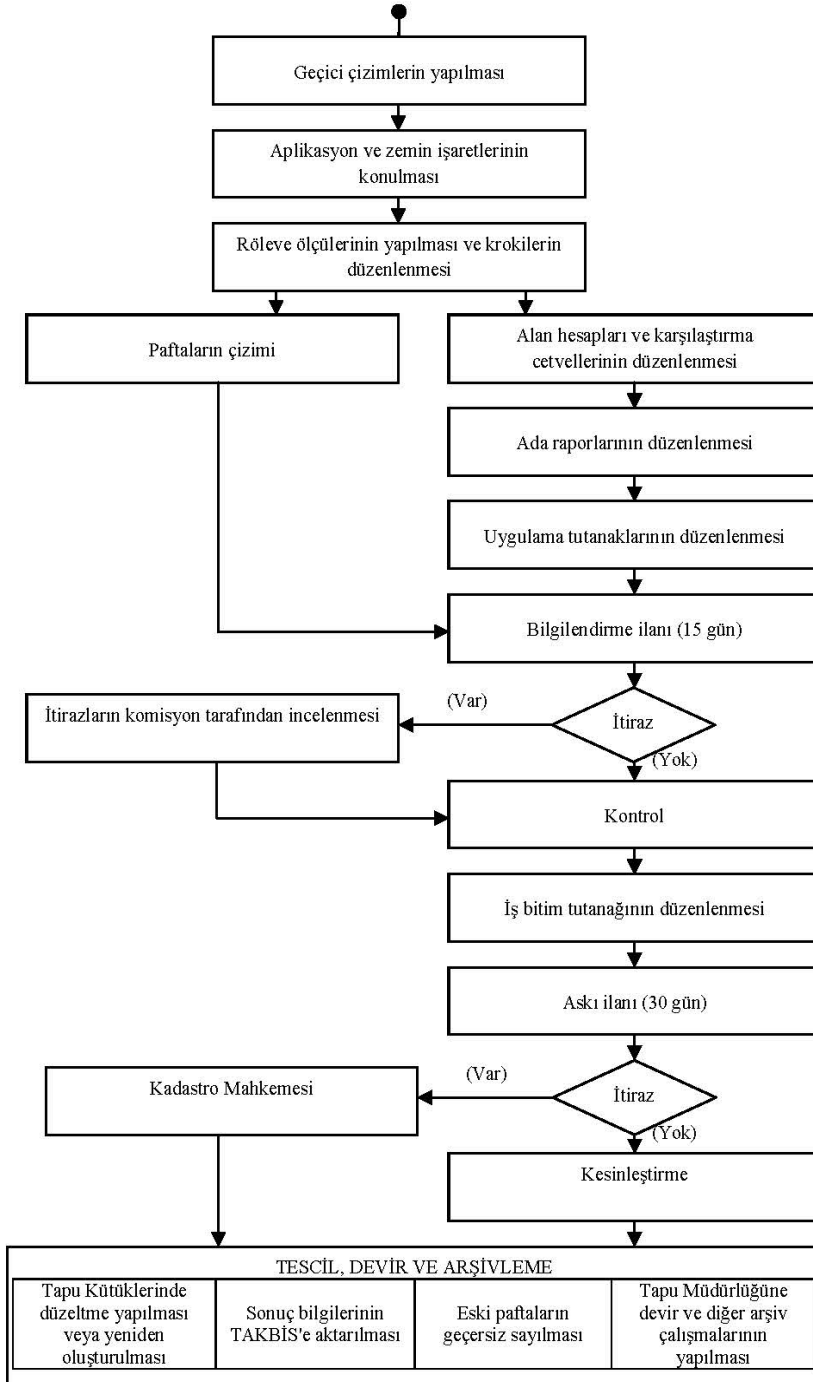 Geçici çizimlerin yapılması
Aplikasyon ve zemin işaretlerinin
konulması
Röleve ölçülerinin yapılması ve krokilerin
düzenlenmesi
Paftaların çizimi
Alan hesapları ve karşılaştırma
cetvellerinin düzenlenmesi
Ada raporlarının düzenlenmesi
Uygulama tutanaklarının düzenlenmesi
Bilgilendirme ilanı (15 gün)
İtirazların komisyon tarafından incelenmesi
(Var)
İtiraz
(Yok)
Kontrol
İş bitim tutanağının düzenlenmesi
Askı ilanı (30 gün)
Kadastro Mahkemesi
(Var)
İtiraz
(Yok)
Kesinleştirme
TESCİL, DEVİR VE ARŞİVLEME
Tapu Kütüklerinde
düzeltme yapılması
veya yeniden
oluşturulması
Sonuç bilgilerinin
TAKBİS'e aktarılması
Eski paftaların
geçersiz sayılması
Tapu Müdürlüğüne
devir ve diğer arşiv
çalışmalarının
yapılması